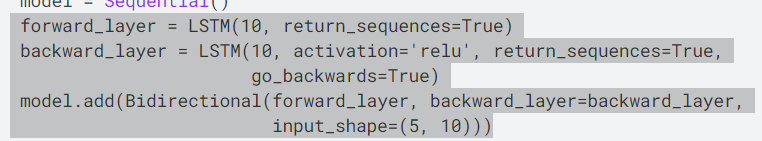 model = Sequential()
forward_layer = LSTM(10, return_sequences=True)
backward_layer = LSTM(10, activation='relu', return_sequences=True,
                      go_backwards=True)
model.add(Bidirectional(forward_layer, backward_layer=backward_layer,
                        input_shape=(5, 10)))